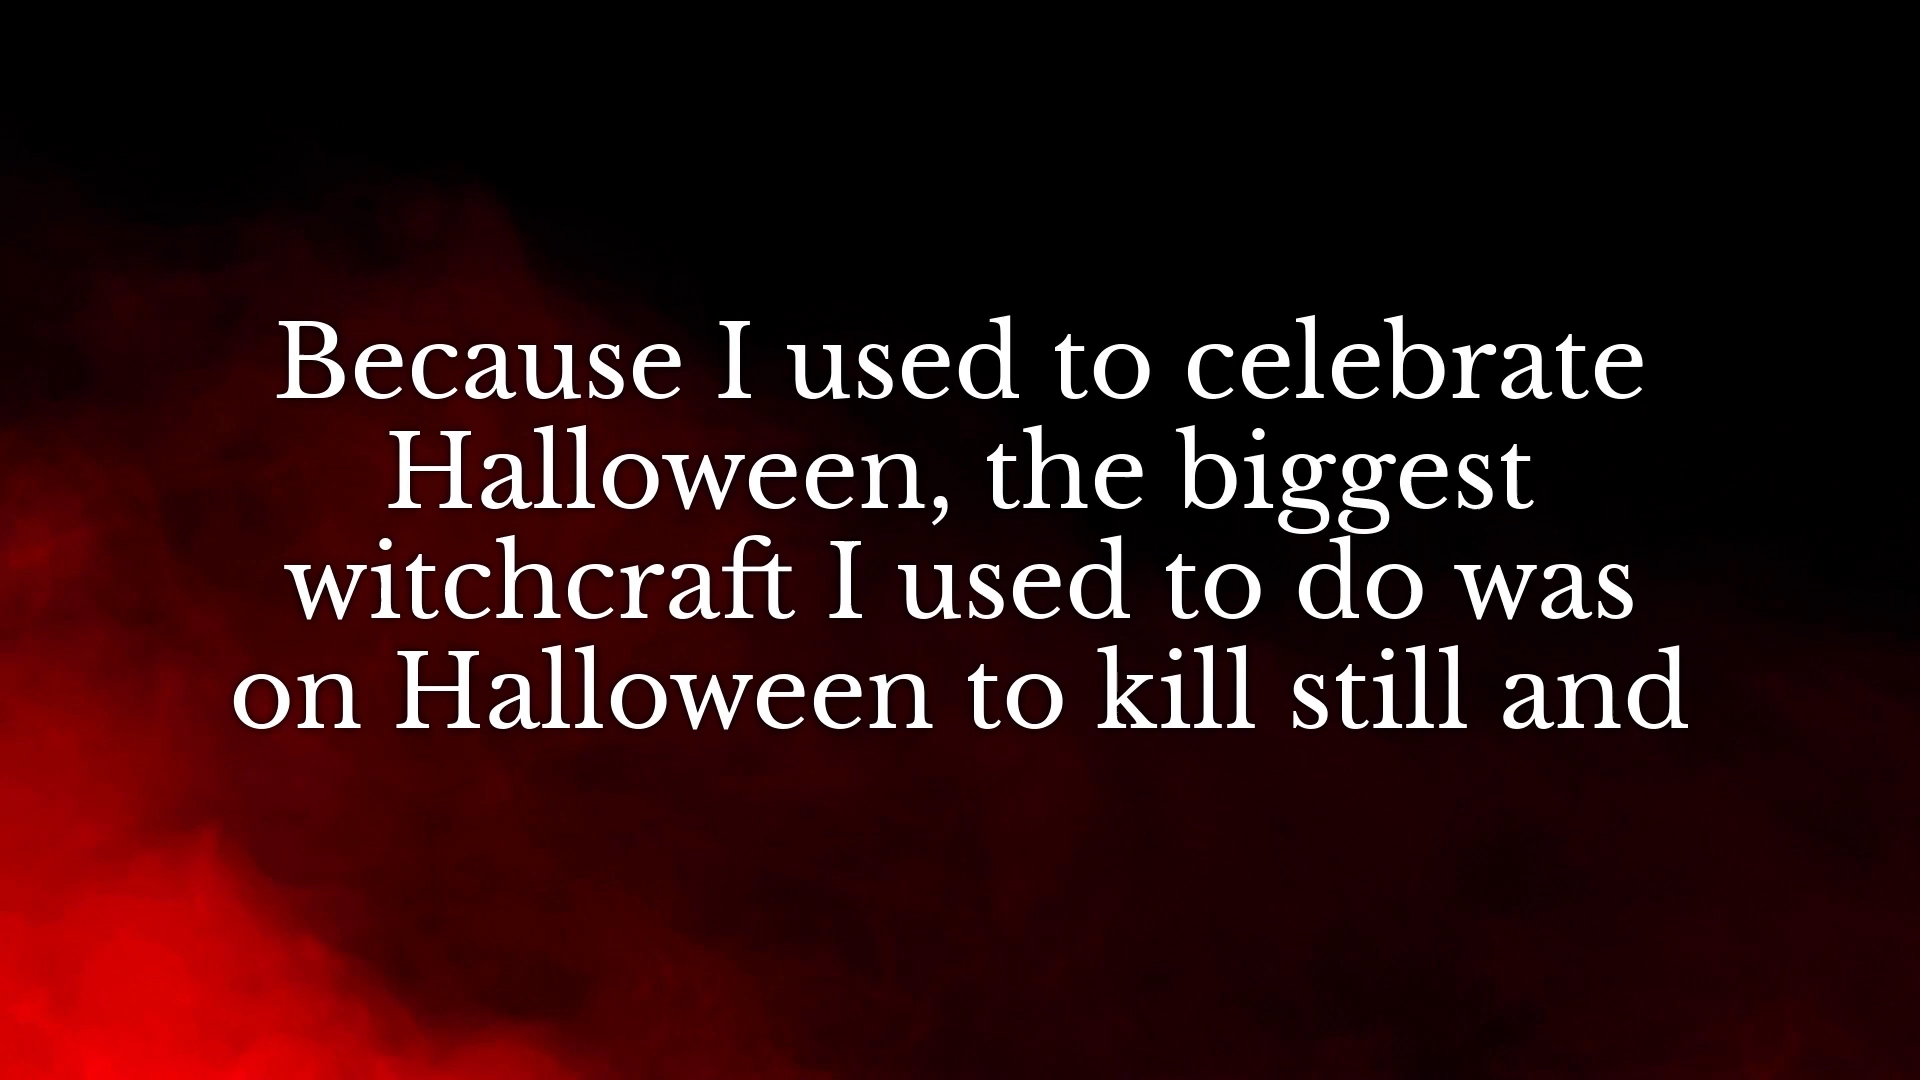 Because I used to celebrate
Halloween, the biggest
witchcraft I used to do was
on Halloween to kill still and